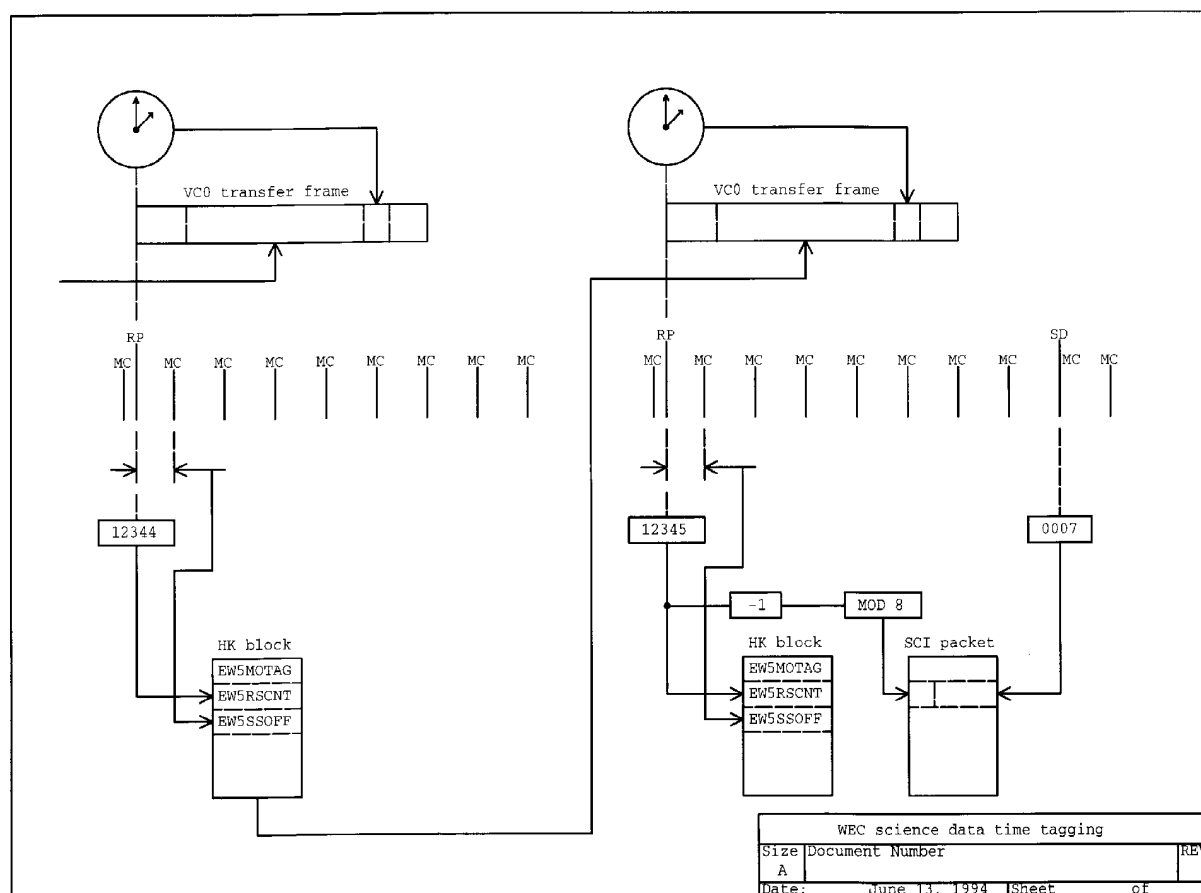 VC0 transfer frame
VC0 transfer frame
RP
RP
SD
MC MC MC MC MC MC MC MC MC
MC MC MC MC MC MC MC MC MC MC
12344
12345
0007
-1
MOD 8
HK block
HK block
SCI packet
EW5MOTAG
EW5MOTAG
EW5RSCNT
EW5RSCNT
EW5SSOFF
EW5SSOFF
WEC science data time tagging
Size Document Number REV
A
Date: June 13, 1994 Sheet of